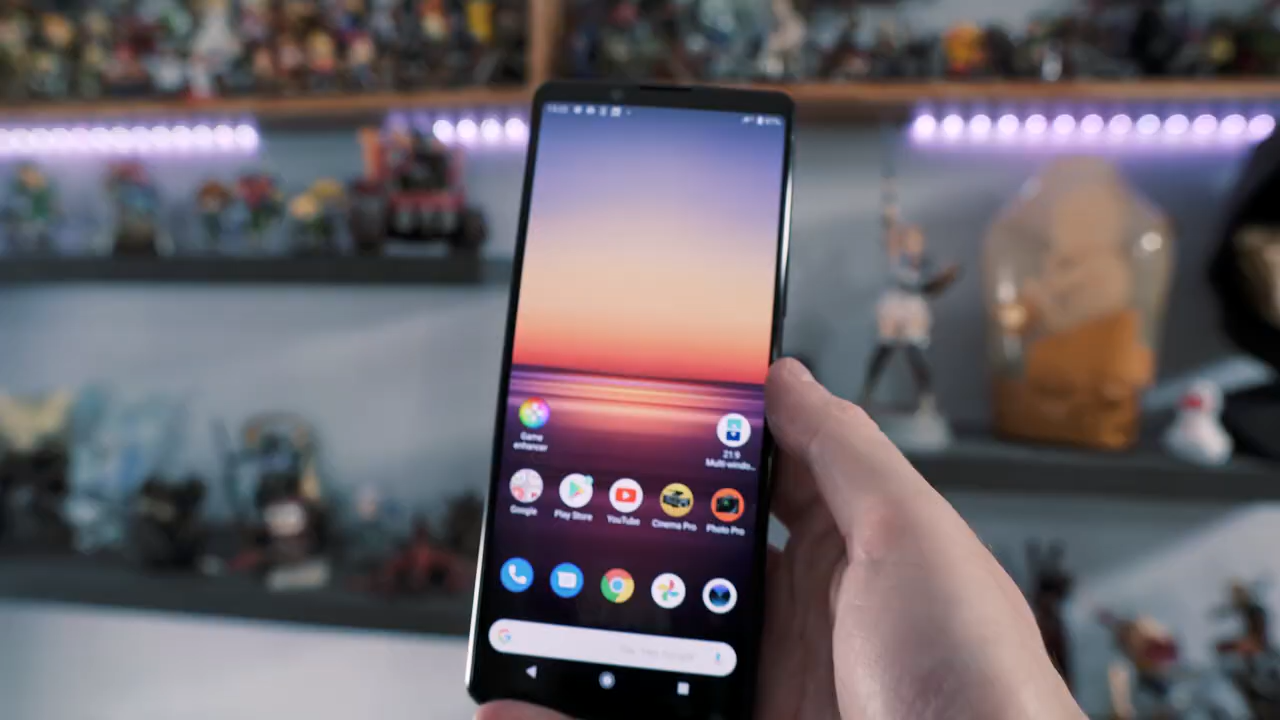 Game
enhancer
21:9
Multi-windo...
Google
Play Store
YouTube
Cinema Pro
Photo Pro